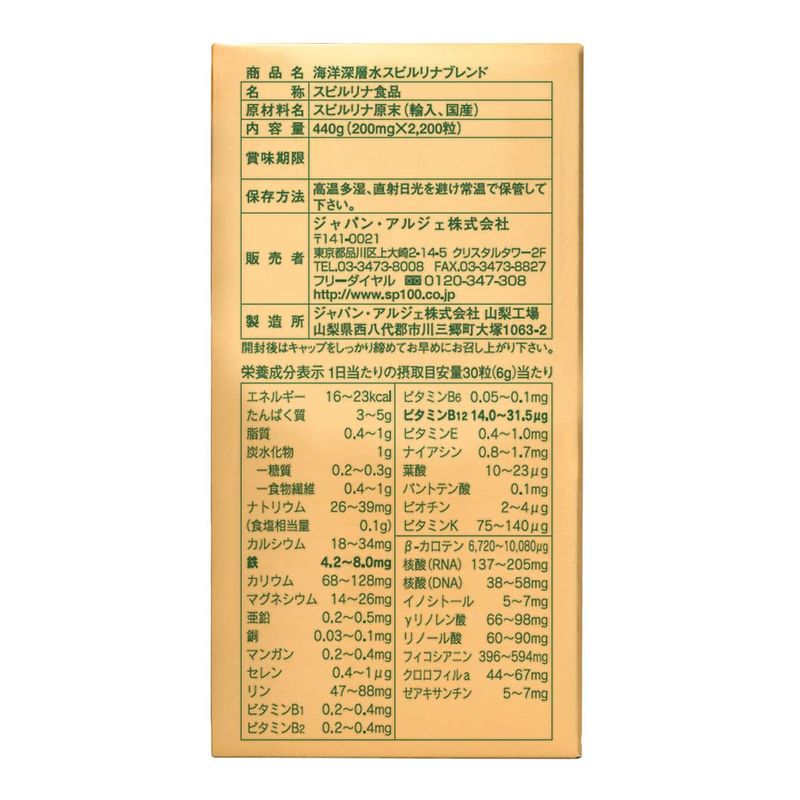 商品名 海洋深層水スピルリナブレンド
名称 スピルリナ食品
原材料名 スピルリナ原末(輸入、国産)
内容量 440g(200mg×2,200粒)
賞味期限
保存方法 高温多湿、直射日光を避け常温で保管して
下さい。
販売者 ジャパン・アルジェ株式会社
〒141-0021
東京都品川区上大崎2-14-5 クリスタルタワー2F
TEL.03-3473-8008 FAX.03-3473-8827
フリーダイヤル 0120-347-308
http://www.sp100.co.jp
製造所 ジャパン・アルジェ株式会社 山梨工場
山梨県西八代郡市川三郷町大塚1063-2
開封後はキャップをしっかり締めてお早めにお召し上がり下さい。
栄養成分表示 1日当たりの摂取目安量30粒(6g)当たり
エネルギー 16～23kcal
たんぱく質 3～5g
脂質 0.4～1g
炭水化物 1g
ー糖質 0.2～0.3g
ー食物繊維 0.4～1g
ナトリウム 26～39mg
(食塩相当量 0.1g)
カルシウム 18～34mg
鉄 4.2～8.0mg
カリウム 68～128mg
マグネシウム 14～26mg
亜鉛 0.2～0.5mg
銅 0.03～0.1mg
マンガン 0.2～0.4mg
セレン 0.4～1μg
リン 47～88mg
ビタミンB1 0.2～0.4mg
ビタミンB2 0.2～0.4mg
ビタミンB6 0.05～0.1mg
ビタミンB12 14.0～31.5μg
ビタミンE 0.4～1.0mg
ナイアシン 0.8～1.7mg
葉酸 10～23μg
パントテン酸 0.1mg
ビオチン 2～4μg
ビタミンK 75～140μg
β-カロテン 6,720～10,080μg
核酸(RNA) 137～205mg
核酸(DNA) 38～58mg
イノシトール 5～7mg
γリノレン酸 66～98mg
リノール酸 60～90mg
フィコシアニン 396～594mg
クロロフィルa 44～67mg
ゼアキサンチン 5～7mg